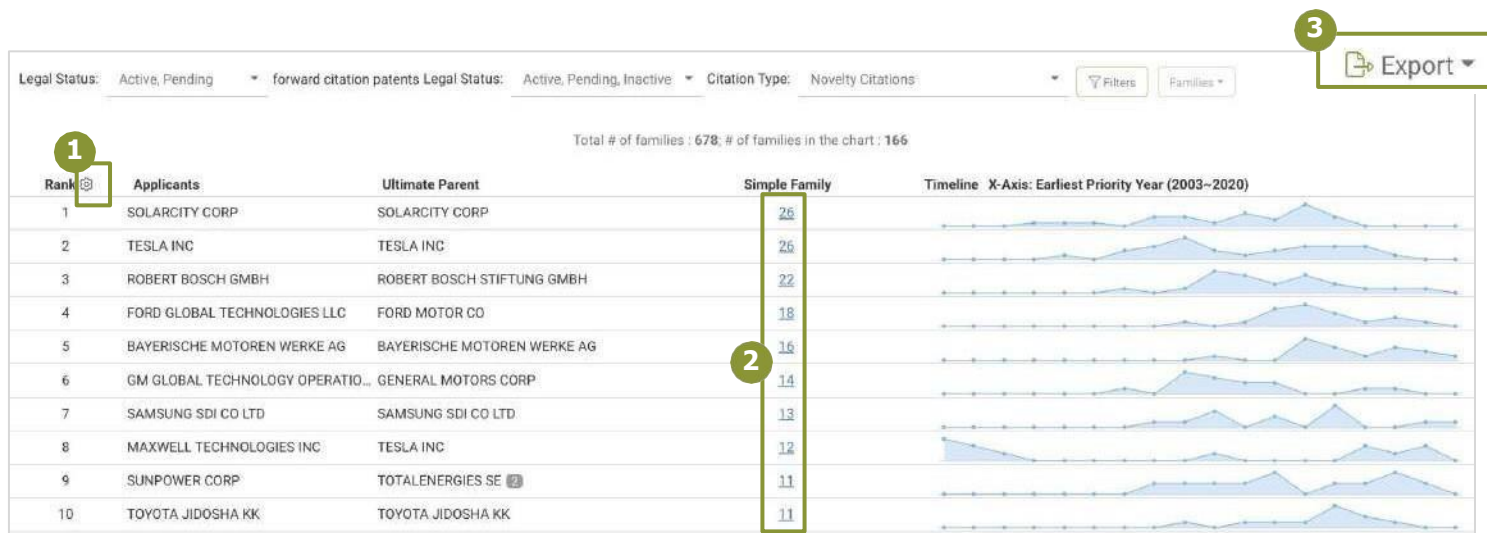 3
Export
Legal Status: Active, Pending forward citation patents Legal Status: Active, Pending, Inactive Citation Type: Novelty Citations Filters Families
Total # of families : 678; # of families in the chart : 166
1
Rank Applicants Ultimate Parent Simple Family Timeline X-Axis: Earliest Priority Year (2003~2020)
1 SOLARCITY CORP SOLARCITY CORP 26
2 TESLA INC TESLA INC 26
3 ROBERT BOSCH GMBH ROBERT BOSCH STIFTUNG GMBH 22
4 FORD GLOBAL TECHNOLOGIES LLC FORD MOTOR CO 18
5 BAYERISCHE MOTOREN WERKE AG BAYERISCHE MOTOREN WERKE AG 16
2
6 GM GLOBAL TECHNOLOGY OPERATIO... GENERAL MOTORS CORP 14
7 SAMSUNG SDI CO LTD SAMSUNG SDI CO LTD 13
8 MAXWELL TECHNOLOGIES INC TESLA INC 12
9 SUNPOWER CORP TOTALENERGIES SE 2 11
10 TOYOTA JIDOSHA KK TOYOTA JIDOSHA KK 11